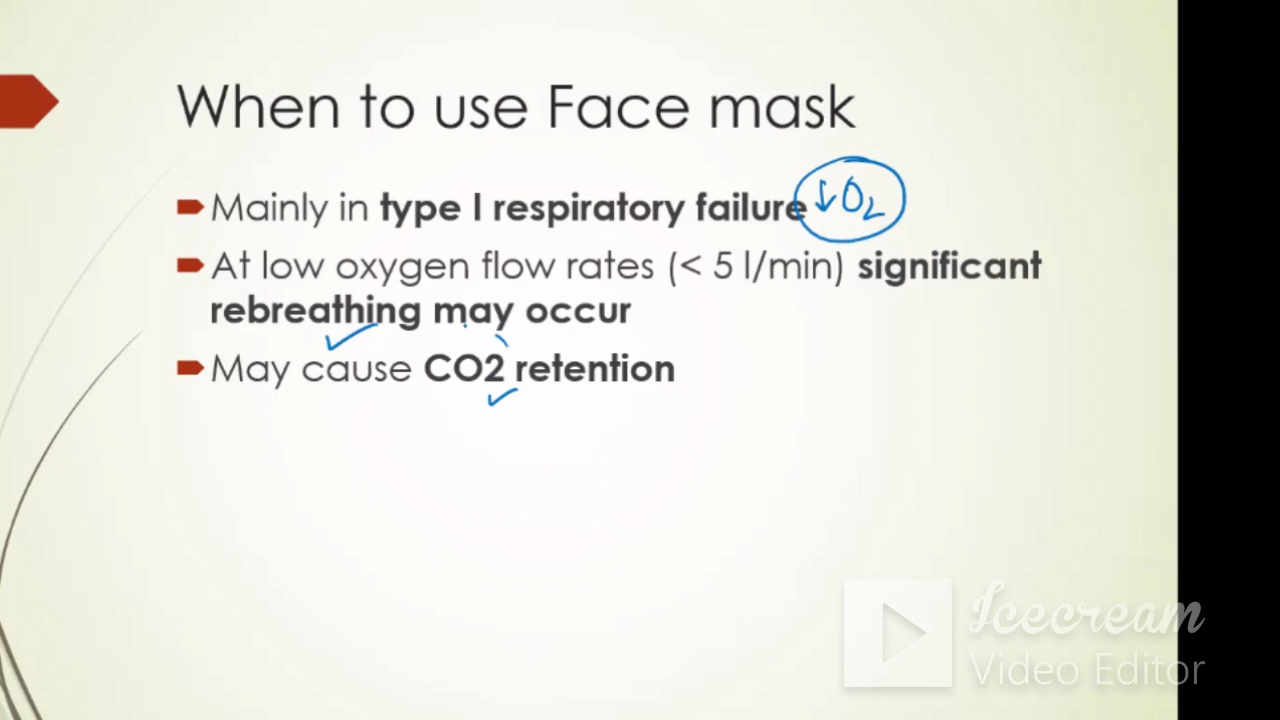 When to use Face mask
Mainly in type I respiratory failure ↓O2
At low oxygen flow rates (< 5 l/min) significant
rebreathing may occur
May cause CO2 retention
Icecream
Video Editor